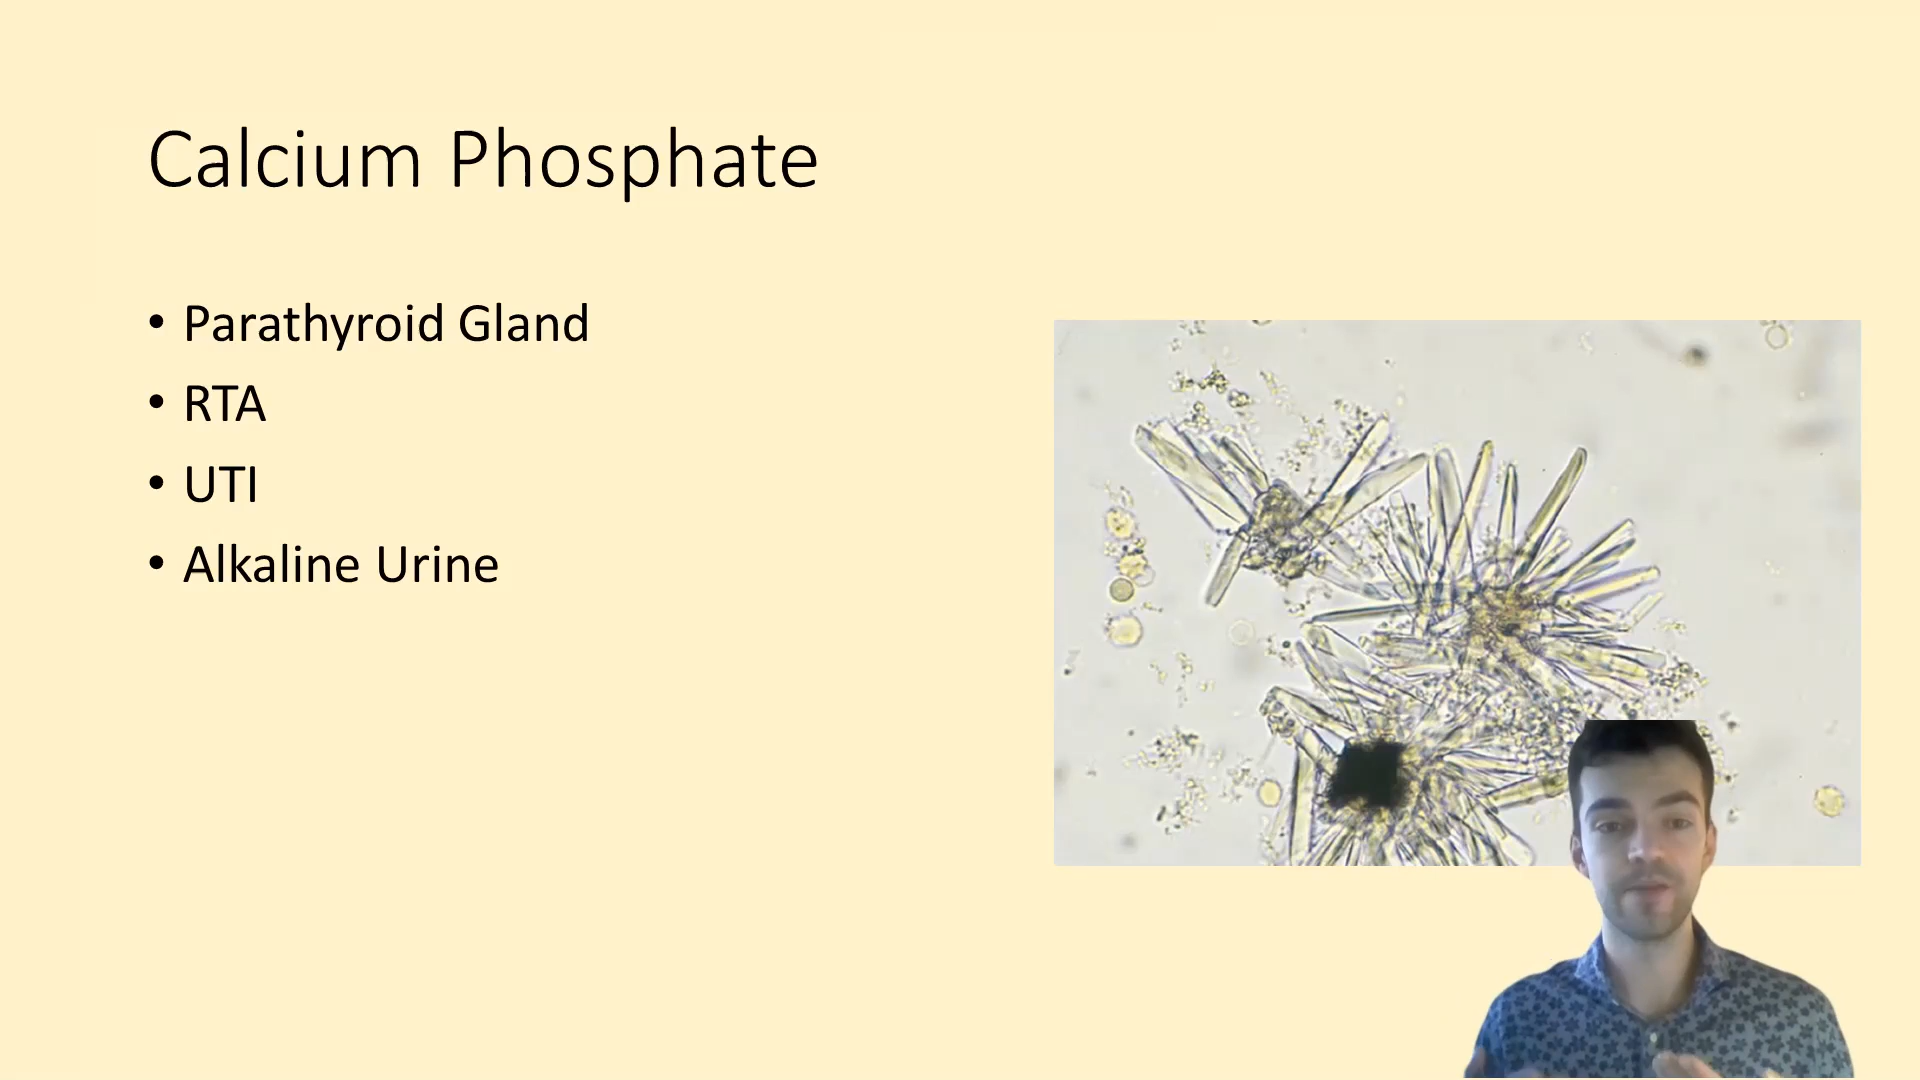 Calcium Phosphate
• Parathyroid Gland
• RTA
• UTI
• Alkaline Urine